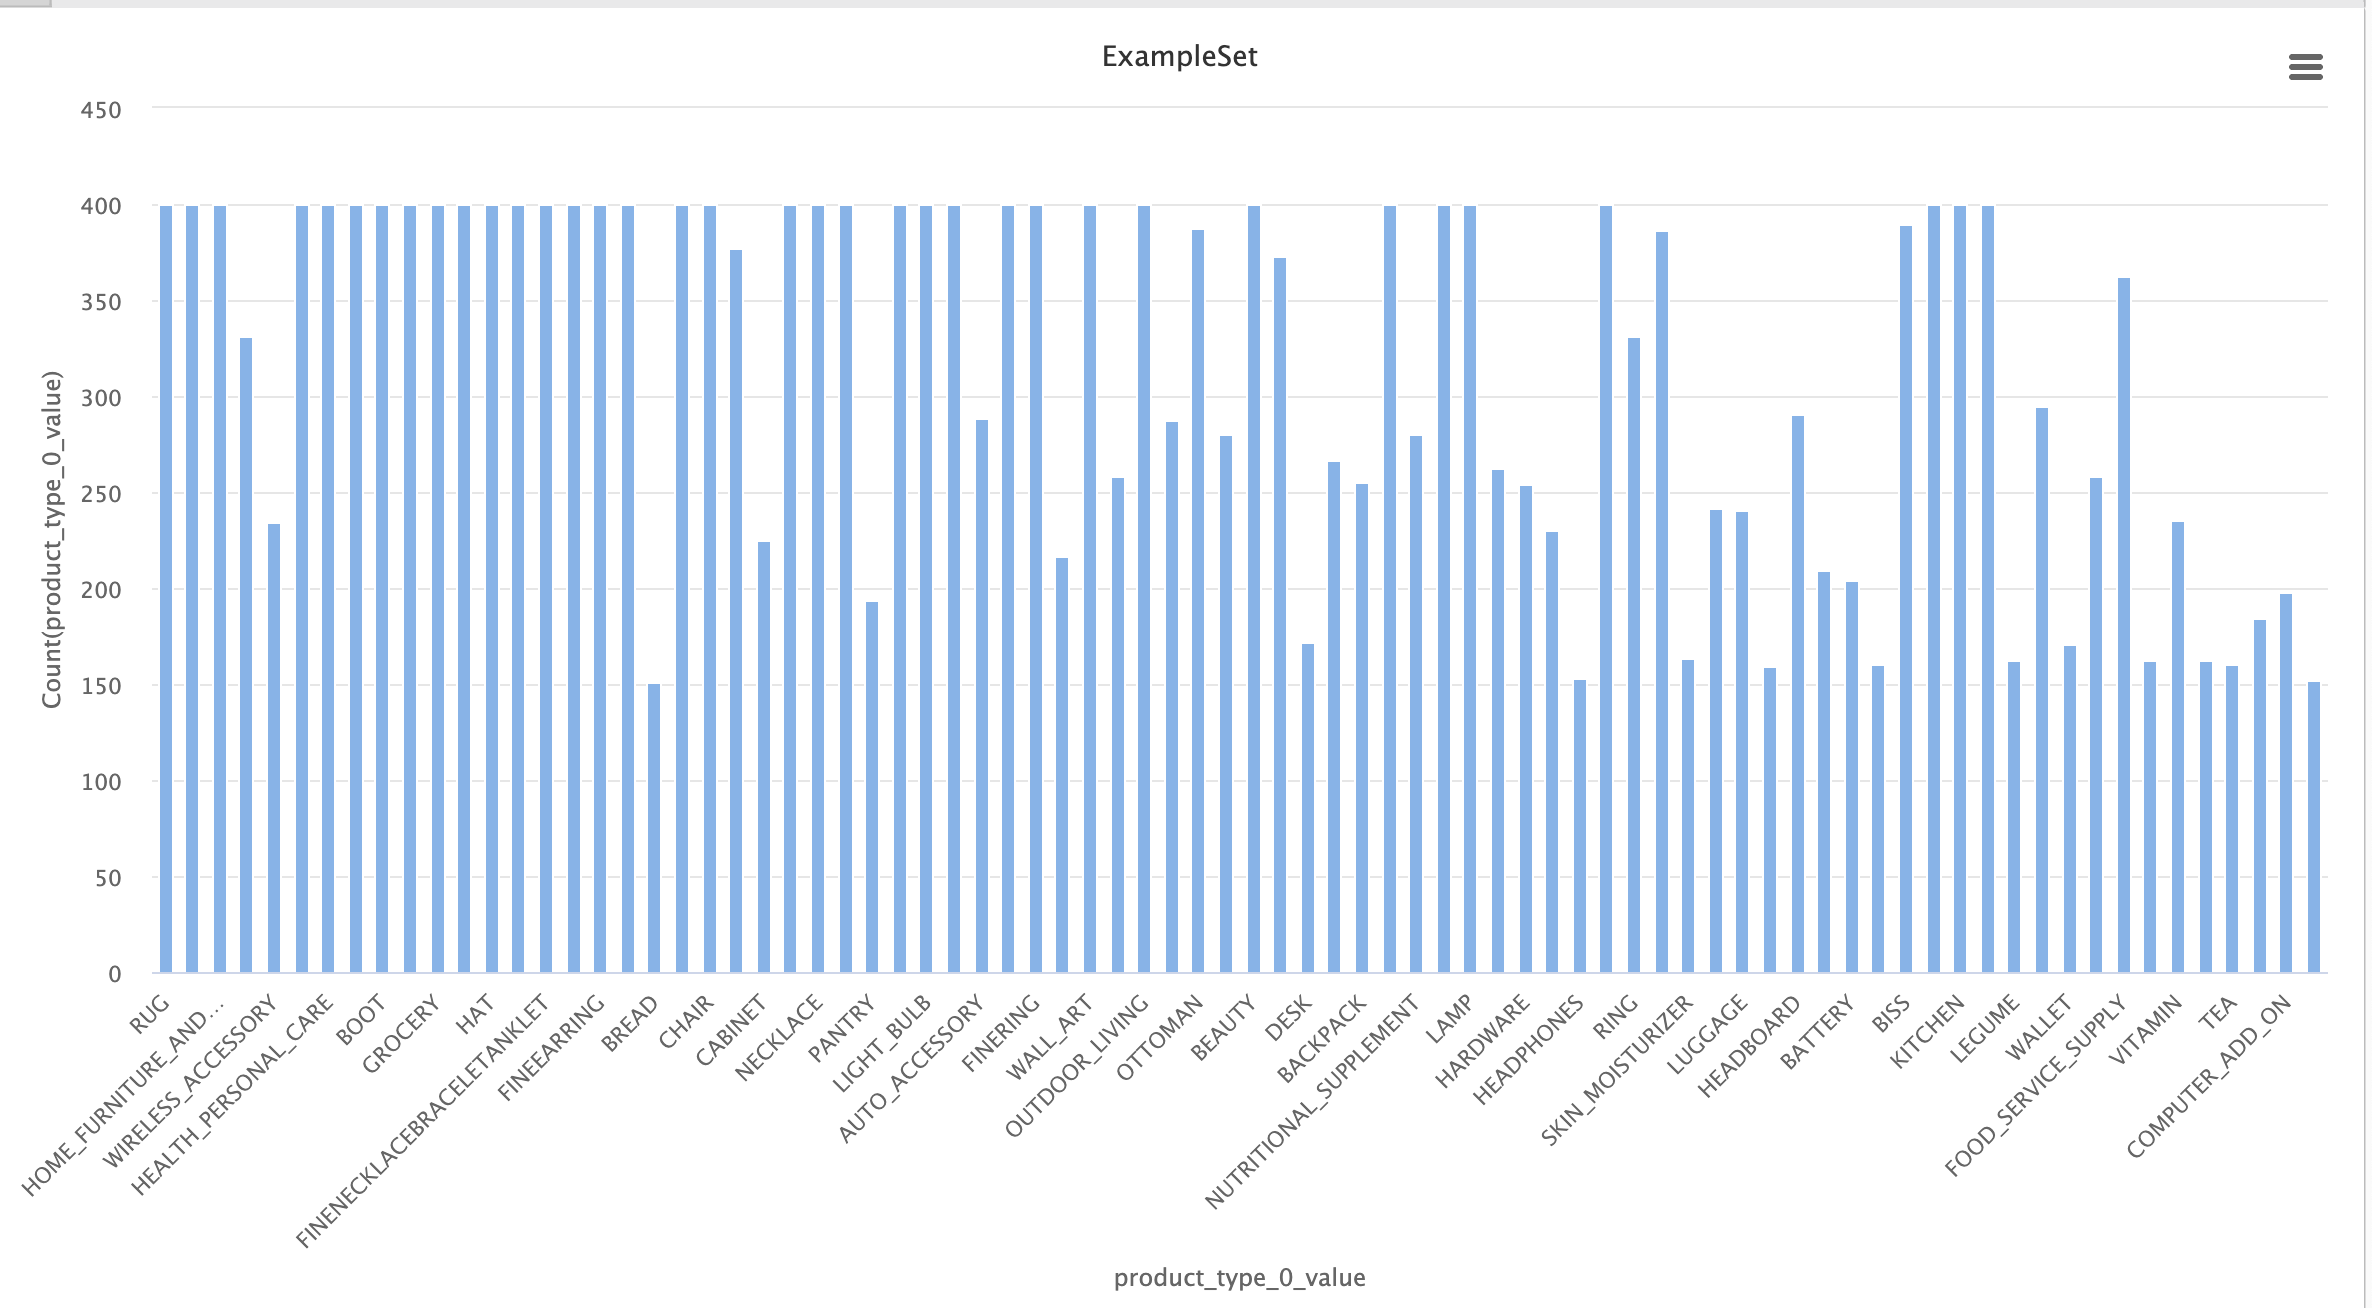 ExampleSet
450
400
350
300
250
200
150
100
50
0
Count(product_type_0_value)
RUG
HOME_FURNITURE_AND…
WIRELESS_ACCESSORY
HEALTH_PERSONAL_CARE
BOOT
GROCERY
HAT
FINENECKLACEBRACELETANKLET
FINEEARRING
BREAD
CHAIR
CABINET
NECKLACE
PANTRY
LIGHT_BULB
AUTO_ACCESSORY
FINERING
WALL_ART
OUTDOOR_LIVING
OTTOMAN
BEAUTY
DESK
BACKPACK
NUTRITIONAL_SUPPLEMENT
LAMP
HARDWARE
HEADPHONES
RING
SKIN_MOISTURIZER
LUGGAGE
HEADBOARD
BATTERY
BISS
KITCHEN
LEGUME
WALLET
FOOD_SERVICE_SUPPLY
VITAMIN
TEA
COMPUTER_ADD_ON
product_type_0_value